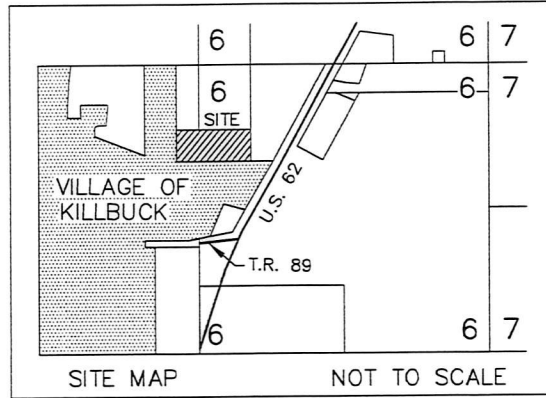 6 6 7
6 6 7
SITE
VILLAGE OF
KILLBUCK
U.S. 62
T.R. 89
6 6 7
SITE MAP NOT TO SCALE